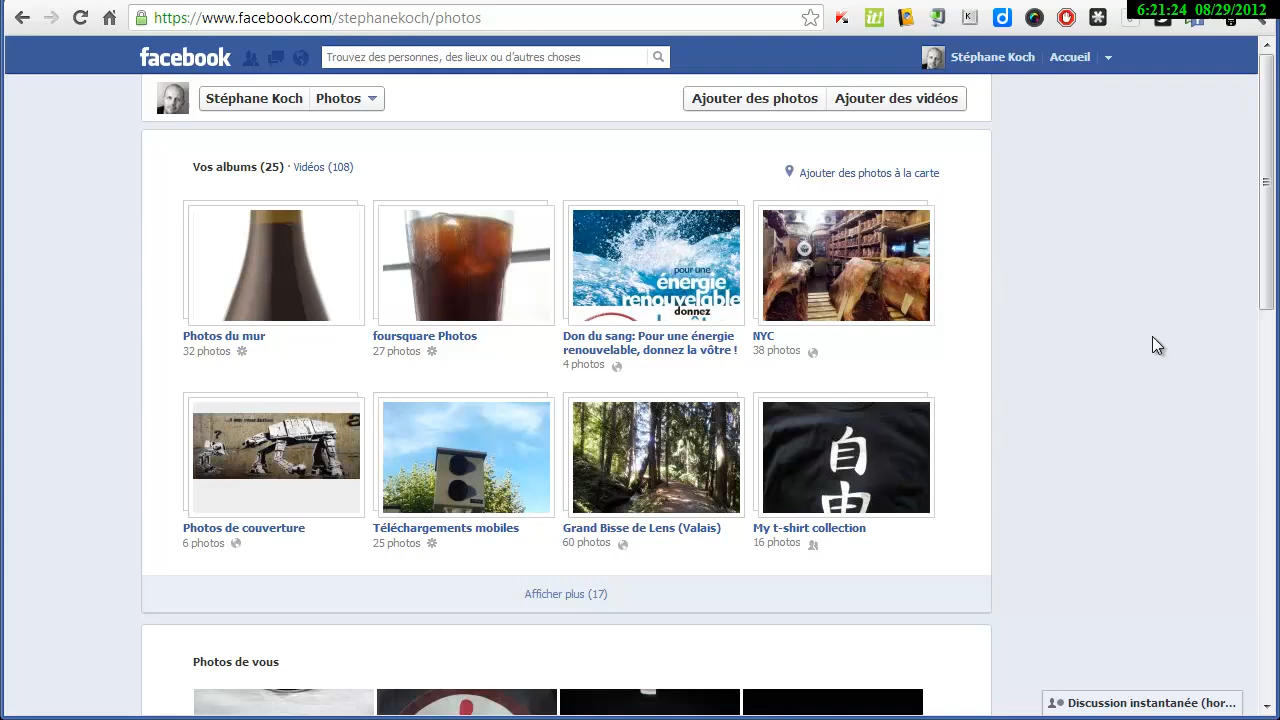 https://www.facebook.com/stephanekoch/photos
6:21:24 08/29/2012
facebook
Trouvez des personnes, des lieux ou d'autres choses
Stéphane Koch
Accueil
Stéphane Koch
Photos
Ajouter des photos
Ajouter des vidéos
Vos albums (25) · Vidéos (108)
Ajouter des photos à la carte
pour une
énergie
renouvelable
donnez
Photos du mur
32 photos
foursquare Photos
27 photos
Don du sang: Pour une énergie
renouvelable, donnez la vôtre !
4 photos
NYC
38 photos
自由
Photos de couverture
6 photos
Téléchargements mobiles
25 photos
Grand Bisse de Lens (Valais)
60 photos
My t-shirt collection
16 photos
Afficher plus (17)
Photos de vous
Discussion instantanée (hor...